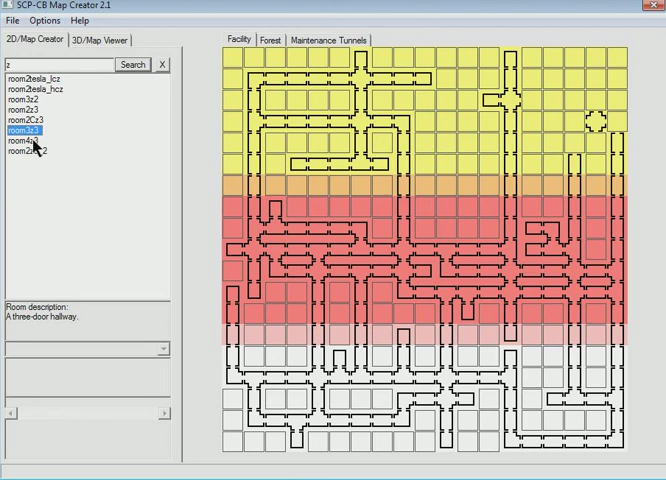 SCP-CB Map Creator 2.1
File Options Help
2D/Map Creator 3D/Map Viewer
Facility Forest Maintenance Tunnels
z Search X
room2tesla_lcz
room2tesla_hcz
room3z2
room2z3
room2Cz3
room3z3
room4z3
Room description:
A three-door hallway.